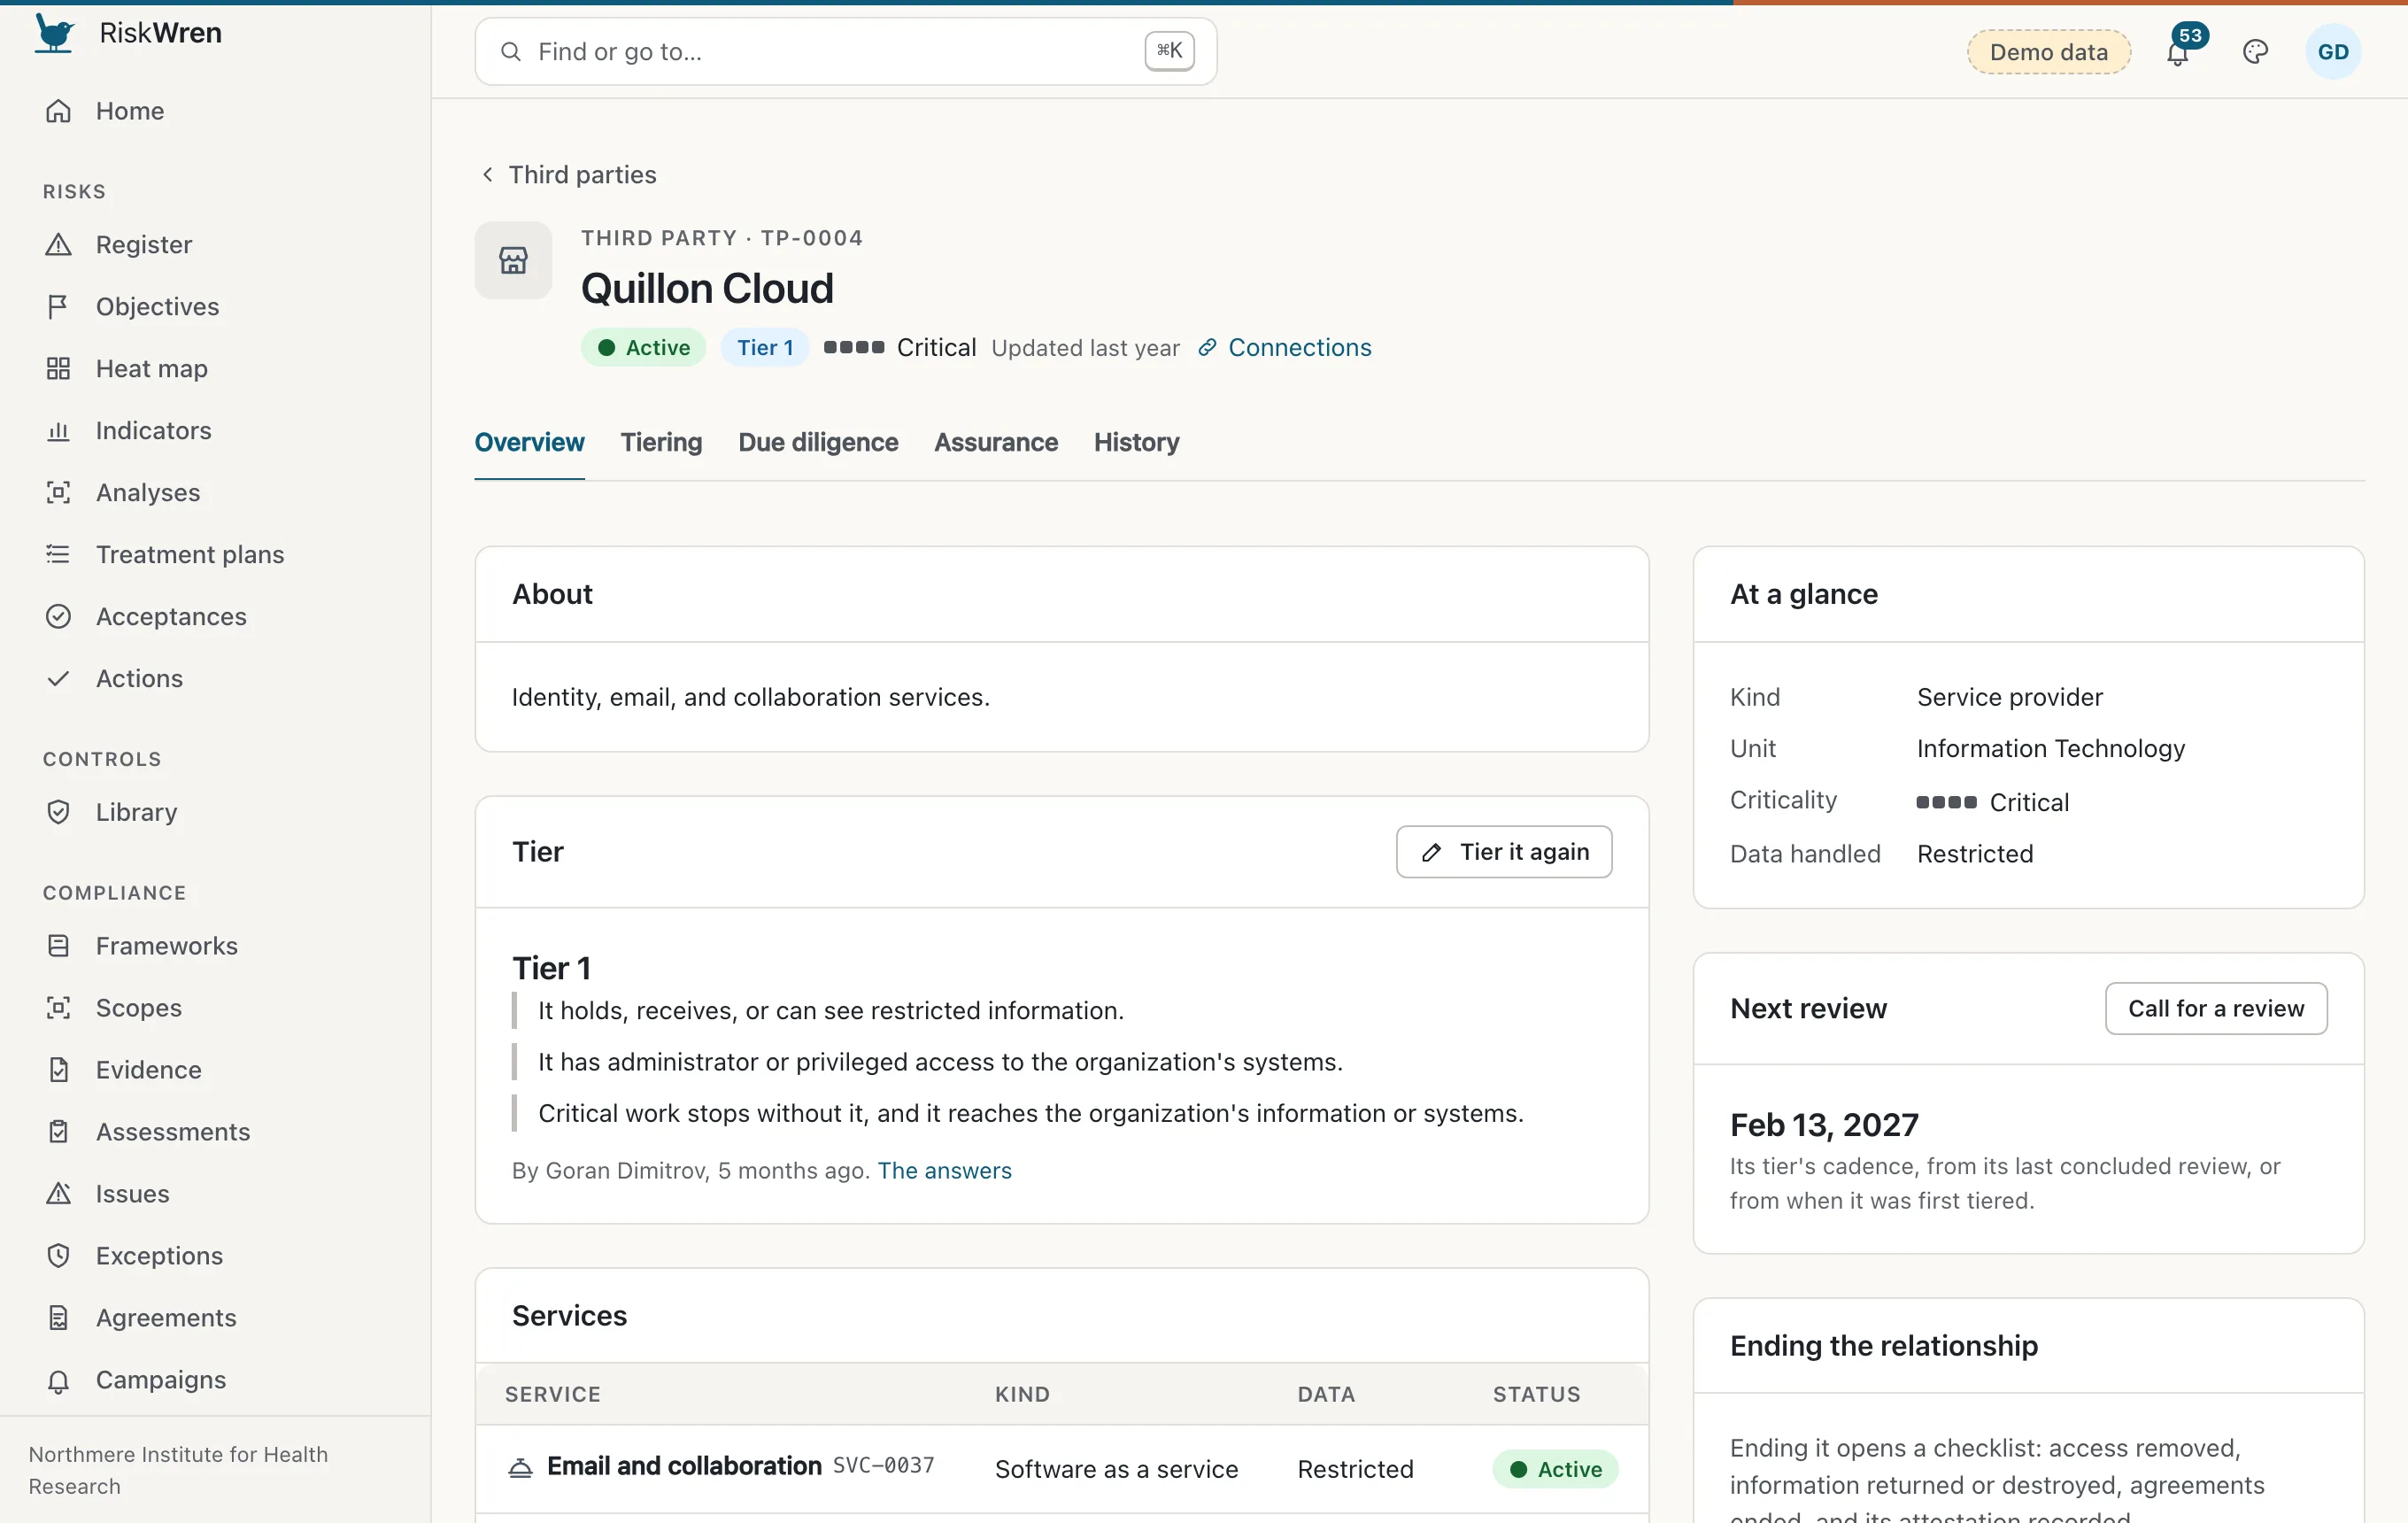 RiskWren
Find or go to...
⌘K
Demo data
53
GD
Home
RISKS
Register
Objectives
Heat map
Indicators
Analyses
Treatment plans
Acceptances
Actions
CONTROLS
Library
COMPLIANCE
Frameworks
Scopes
Evidence
Assessments
Issues
Exceptions
Agreements
Campaigns
Northmere Institute for Health
Research
Third parties
THIRD PARTY · TP-0004
Quillon Cloud
Active
Tier 1
Critical
Updated last year
Connections
Overview
Tiering
Due diligence
Assurance
History
About
Identity, email, and collaboration services.
Tier
Tier it again
Tier 1
It holds, receives, or can see restricted information.
It has administrator or privileged access to the organization's systems.
Critical work stops without it, and it reaches the organization's information or systems.
By Goran Dimitrov, 5 months ago. The answers
Services
SERVICE KIND DATA STATUS
Email and collaboration SVC-0037 Software as a service Restricted Active
At a glance
Kind Service provider
Unit Information Technology
Criticality Critical
Data handled Restricted
Next review
Call for a review
Feb 13, 2027
Its tier's cadence, from its last concluded review, or
from when it was first tiered.
Ending the relationship
Ending it opens a checklist: access removed,
information returned or destroyed, agreements
ended, and its attestation recorded.